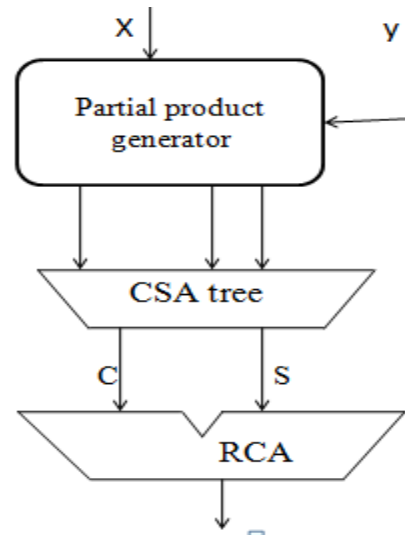 X
y
Partial product
generator
CSA tree
C
S
RCA